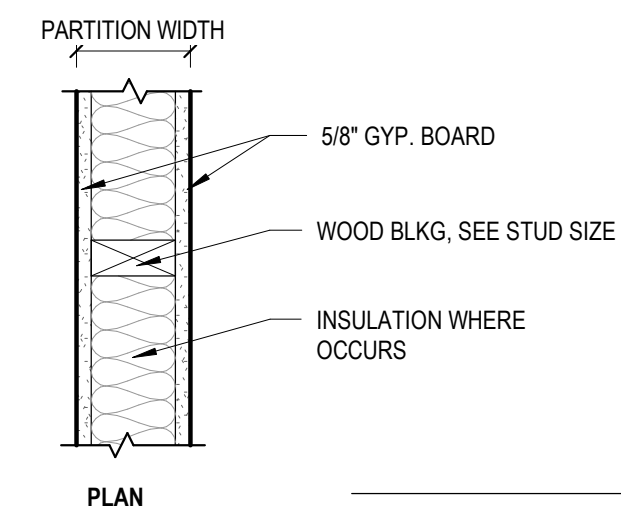 PARTITION WIDTH
5/8" GYP. BOARD
WOOD BLKG, SEE STUD SIZE
INSULATION WHERE
OCCURS
PLAN